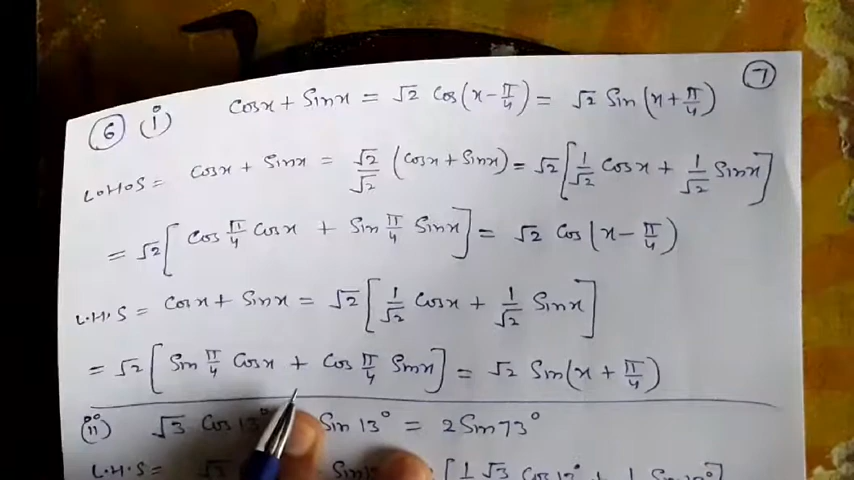 7
6 i cosx + Sinx = √2 Cos(x-π/4) = √2 Sin(x+π/4)
L.H.S = cosx + Sinx = √2/√2 (cosx + Sinx) = √2[1/√2 Cosx + 1/√2 Sinx]
= √2[Cos π/4 Cosx + Sin π/4 Sinx] = √2 Cos(x - π/4)
L.H.S = Cosx + Sinx = √2[1/√2 Cosx + 1/√2 Sinx]
= √2[Sin π/4 Cosx + Cos π/4 Sinx] = √2 Sin(x + π/4)
ii √3 Cos 13° Sin 13° = 2Sin73°
L.H.S =